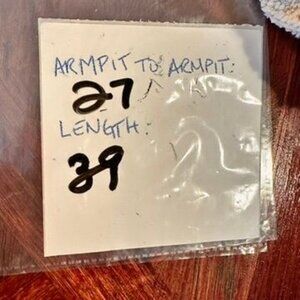 ARMPIT TO ARMPIT:
27
LENGTH:
39